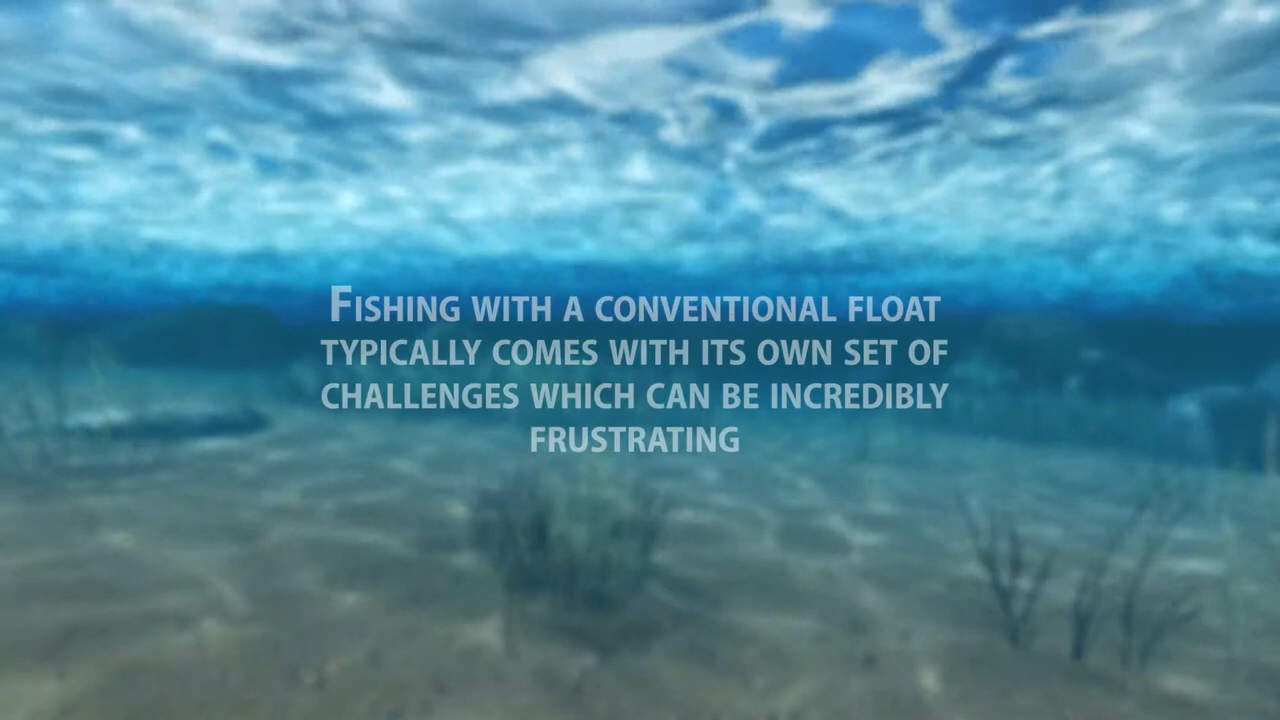 Fishing with a conventional float
typically comes with its own set of
challenges which can be incredibly
frustrating